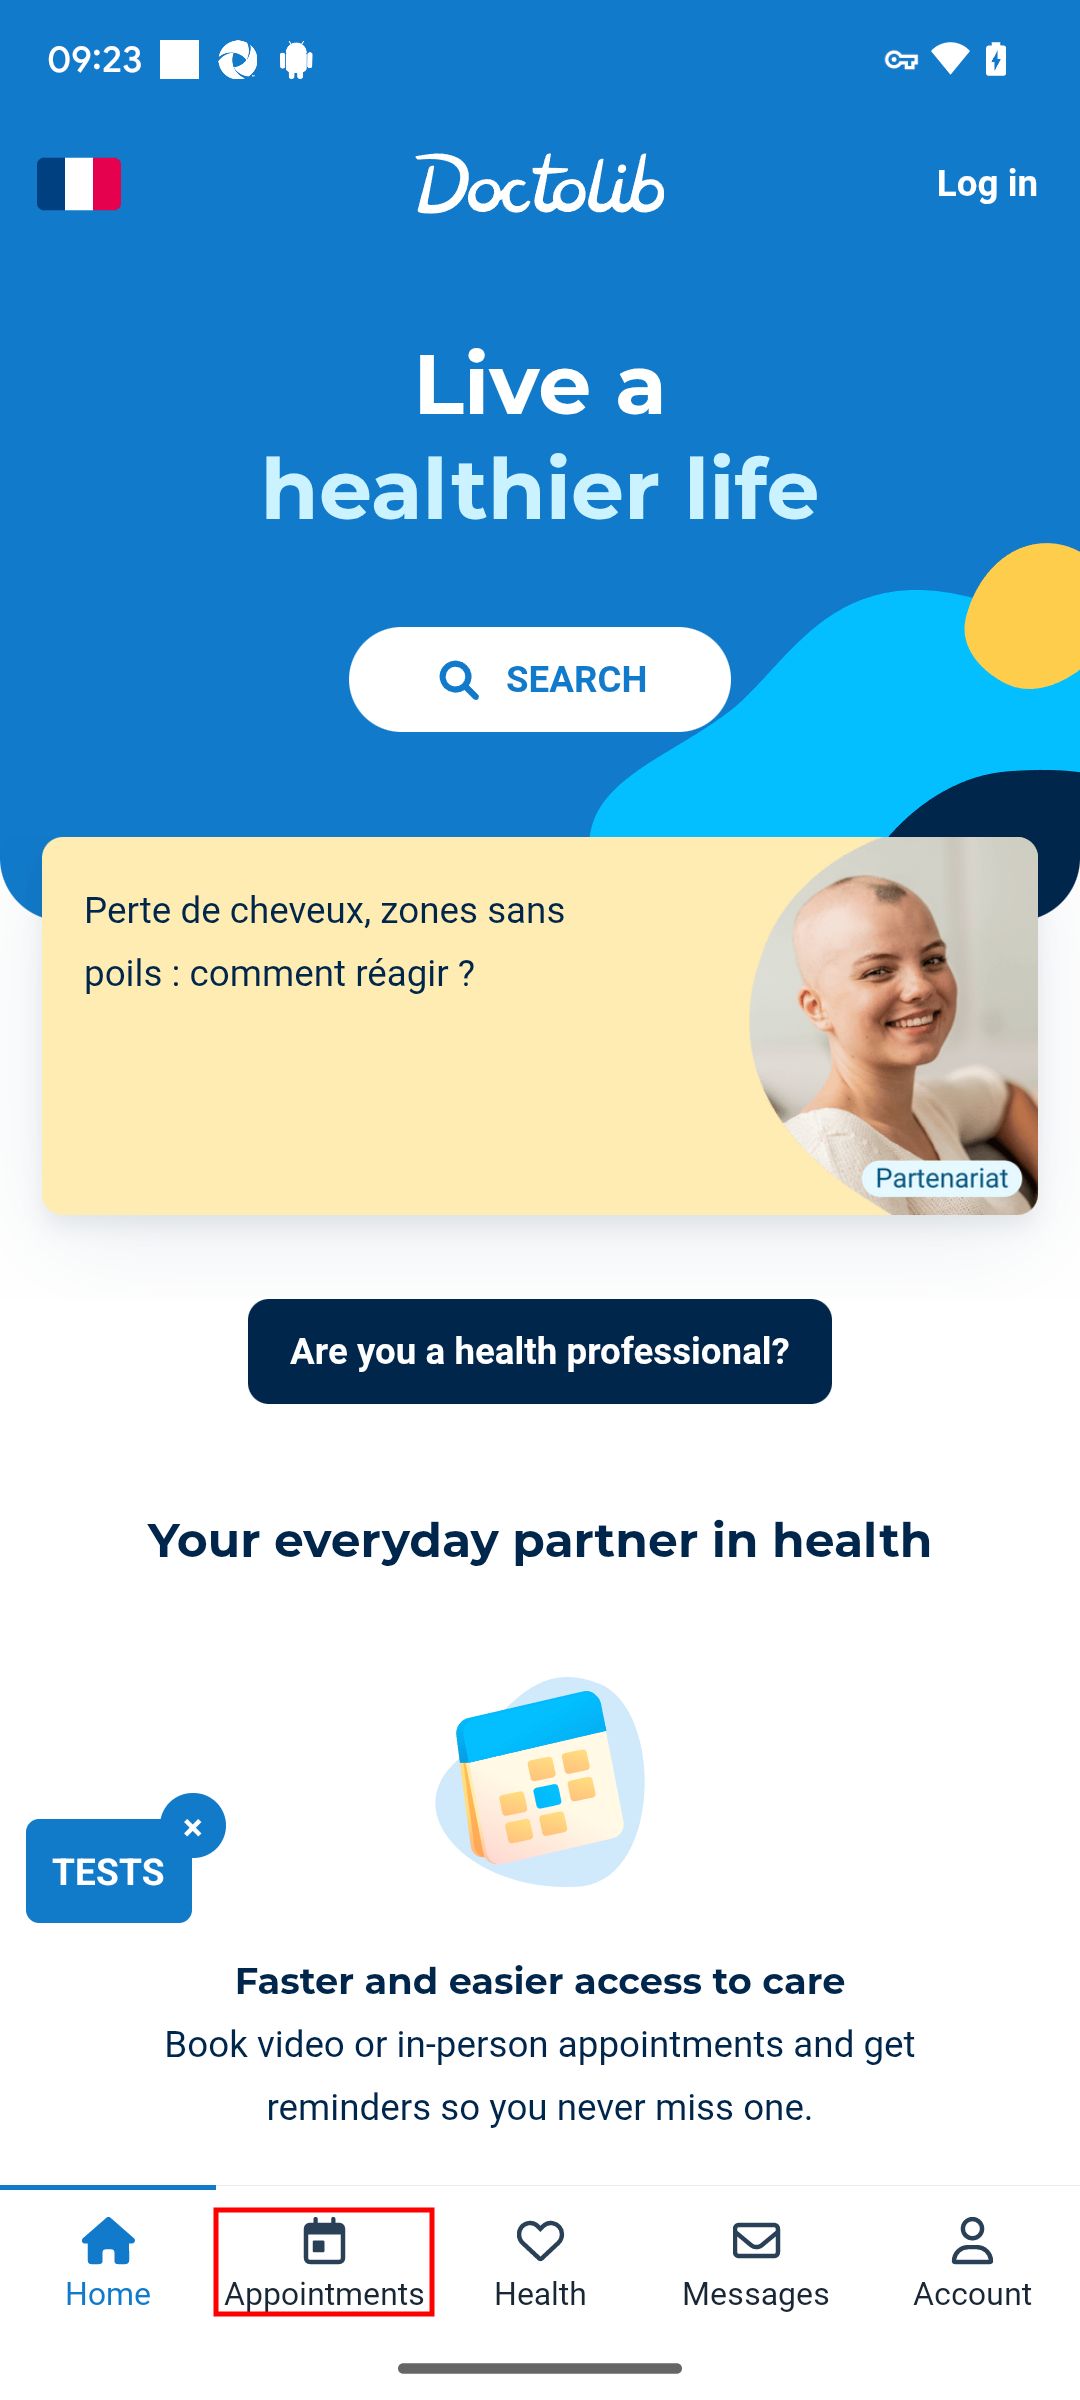 09:23
Doctolib
Log in
Live a
healthier life
SEARCH
Perte de cheveux, zones sans
poils : comment réagir ?
Partenariat
Are you a health professional?
Your everyday partner in health
×
TESTS
Faster and easier access to care
Book video or in-person appointments and get
reminders so you never miss one.
Home
Appointments
Health
Messages
Account